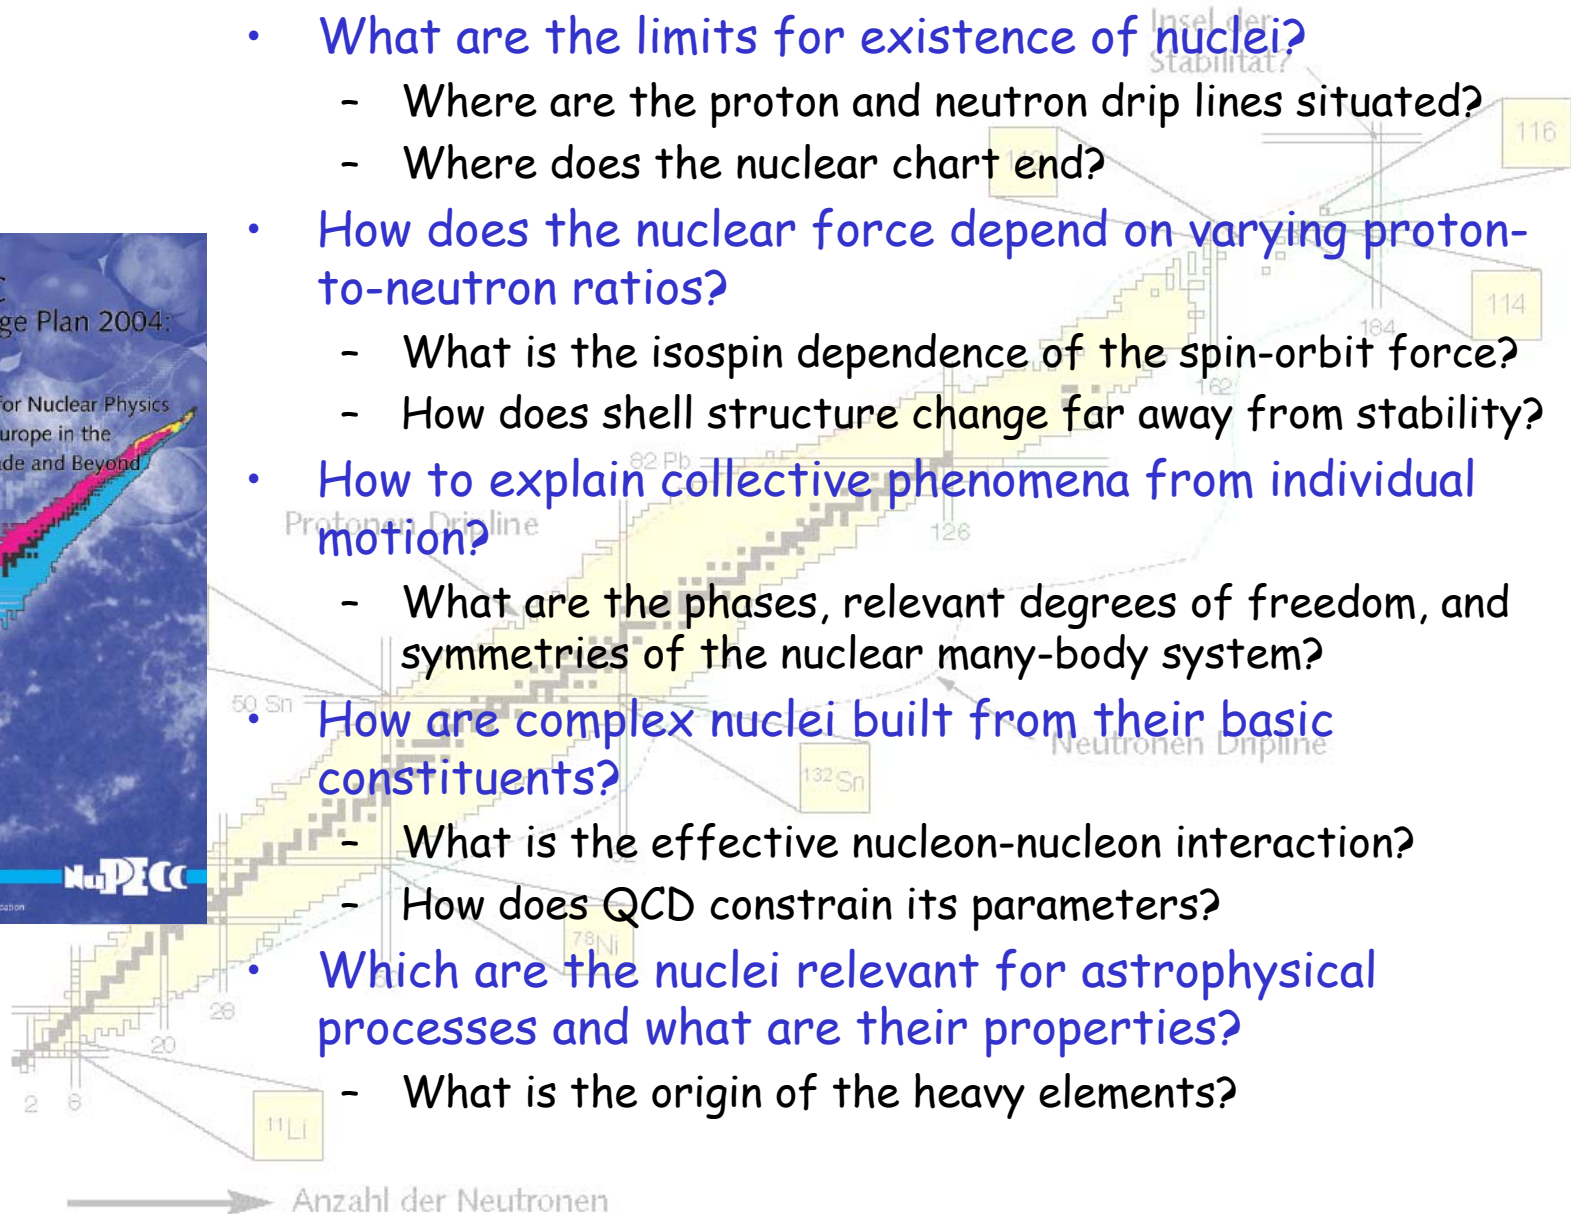 • What are the limits for existence of nuclei?
Insel der
Stabilität?
– Where are the proton and neutron drip lines situated?
116
– Where does the nuclear chart end?
• How does the nuclear force depend on varying proton-
to-neutron ratios?
114
ge Plan 2004:
184
– What is the isospin dependence of the spin-orbit force?
162
for Nuclear Physics
– How does shell structure change far away from stability?
urope in the
ade and Beyond
82 Pb
• How to explain collective phenomena from individual
motion?
Protonen Dripline
126
– What are the phases, relevant degrees of freedom, and
symmetries of the nuclear many-body system?
50 Sn
• How are complex nuclei built from their basic
constituents?
Neutronen Dripline
132Sn
– What is the effective nucleon-nucleon interaction?
NuPECC
– How does QCD constrain its parameters?
78Ni
• Which are the nuclei relevant for astrophysical
processes and what are their properties?
28
20
– What is the origin of the heavy elements?
2 8
11Li
Anzahl der Neutronen